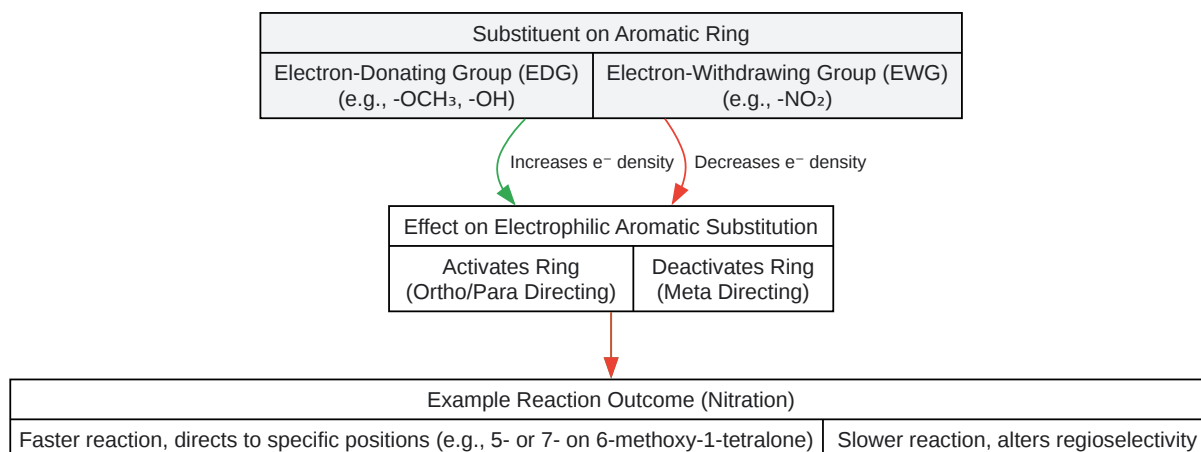 Substituent on Aromatic Ring
Electron-Donating Group (EDG)
(e.g., -OCH₃, -OH)
Electron-Withdrawing Group (EWG)
(e.g., -NO₂)
Increases e⁻ density
Decreases e⁻ density
Effect on Electrophilic Aromatic Substitution
Activates Ring
(Ortho/Para Directing)
Deactivates Ring
(Meta Directing)
Example Reaction Outcome (Nitration)
Faster reaction, directs to specific positions (e.g., 5- or 7- on 6-methoxy-1-tetralone)
Slower reaction, alters regioselectivity